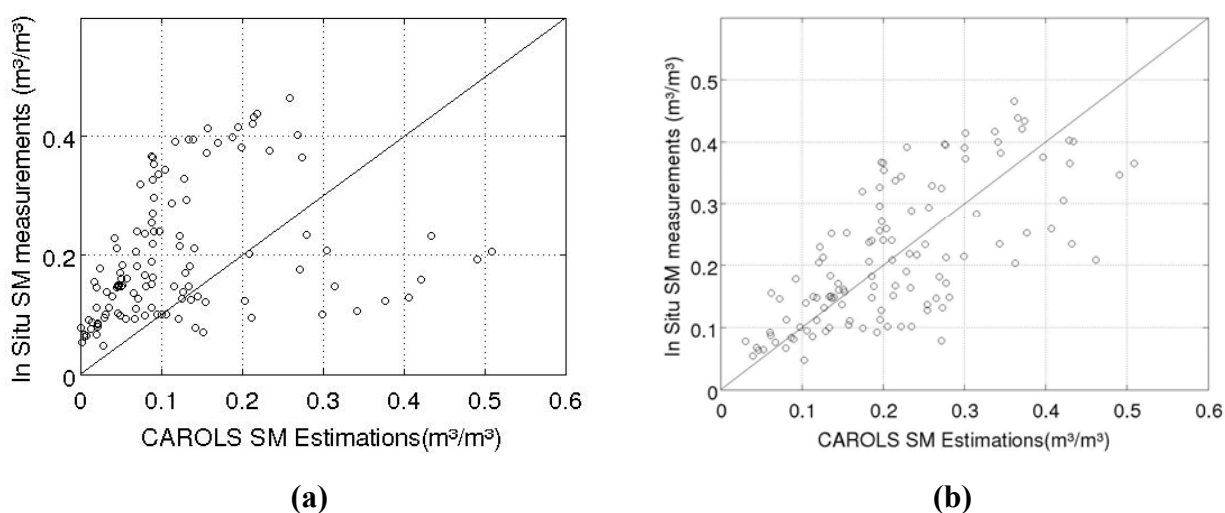 In Situ SM measurements (m³/m³)
0.4
0.2
0
0 0.1 0.2 0.3 0.4 0.5 0.6
CAROLS SM Estimations(m³/m³)
(a)
In Situ SM measurements (m³/m³)
0.5
0.4
0.3
0.2
0.1
0
0 0.1 0.2 0.3 0.4 0.5 0.6
CAROLS SM Estimations(m³/m³)
(b)